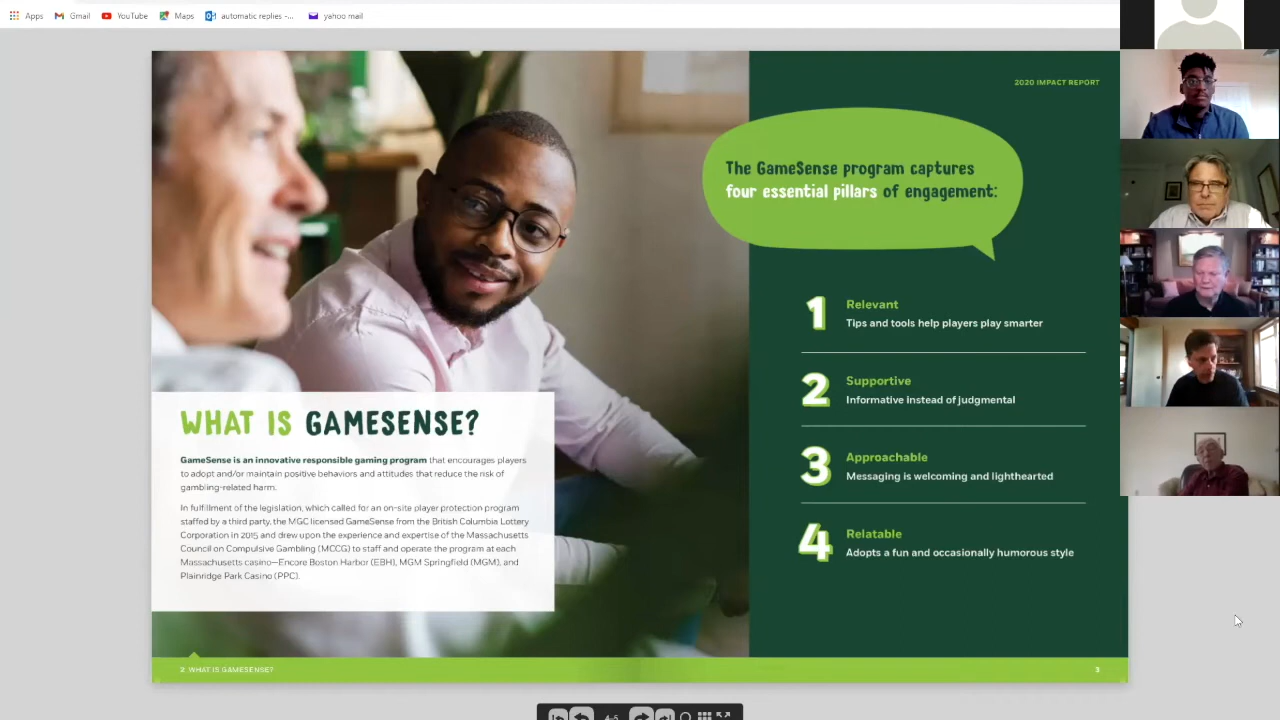 Apps Gmail YouTube Maps automatic replies -... yahoo mail
2020 IMPACT REPORT
The GameSense program captures
four essential pillars of engagement:
1 Relevant
Tips and tools help players play smarter
2 Supportive
Informative instead of judgmental
3 Approachable
Messaging is welcoming and lighthearted
4 Relatable
Adopts a fun and occasionally humorous style
WHAT IS GAMESENSE?
GameSense is an innovative responsible gaming program that encourages players
to adopt and/or maintain positive behaviors and attitudes that reduce the risk of
gambling-related harm.
In fulfillment of the legislation, which called for an on-site player protection program
staffed by a third party, the MGC licensed GameSense from the British Columbia Lottery
Corporation in 2015 and drew upon the experience and expertise of the Massachusetts
Council on Compulsive Gambling (MCCG) to staff and operate the program at each
Massachusetts casino—Encore Boston Harbor (EBH), MGM Springfield (MGM), and
Plainridge Park Casino (PPC).
2 WHAT IS GAMESENSE?
3
4-5